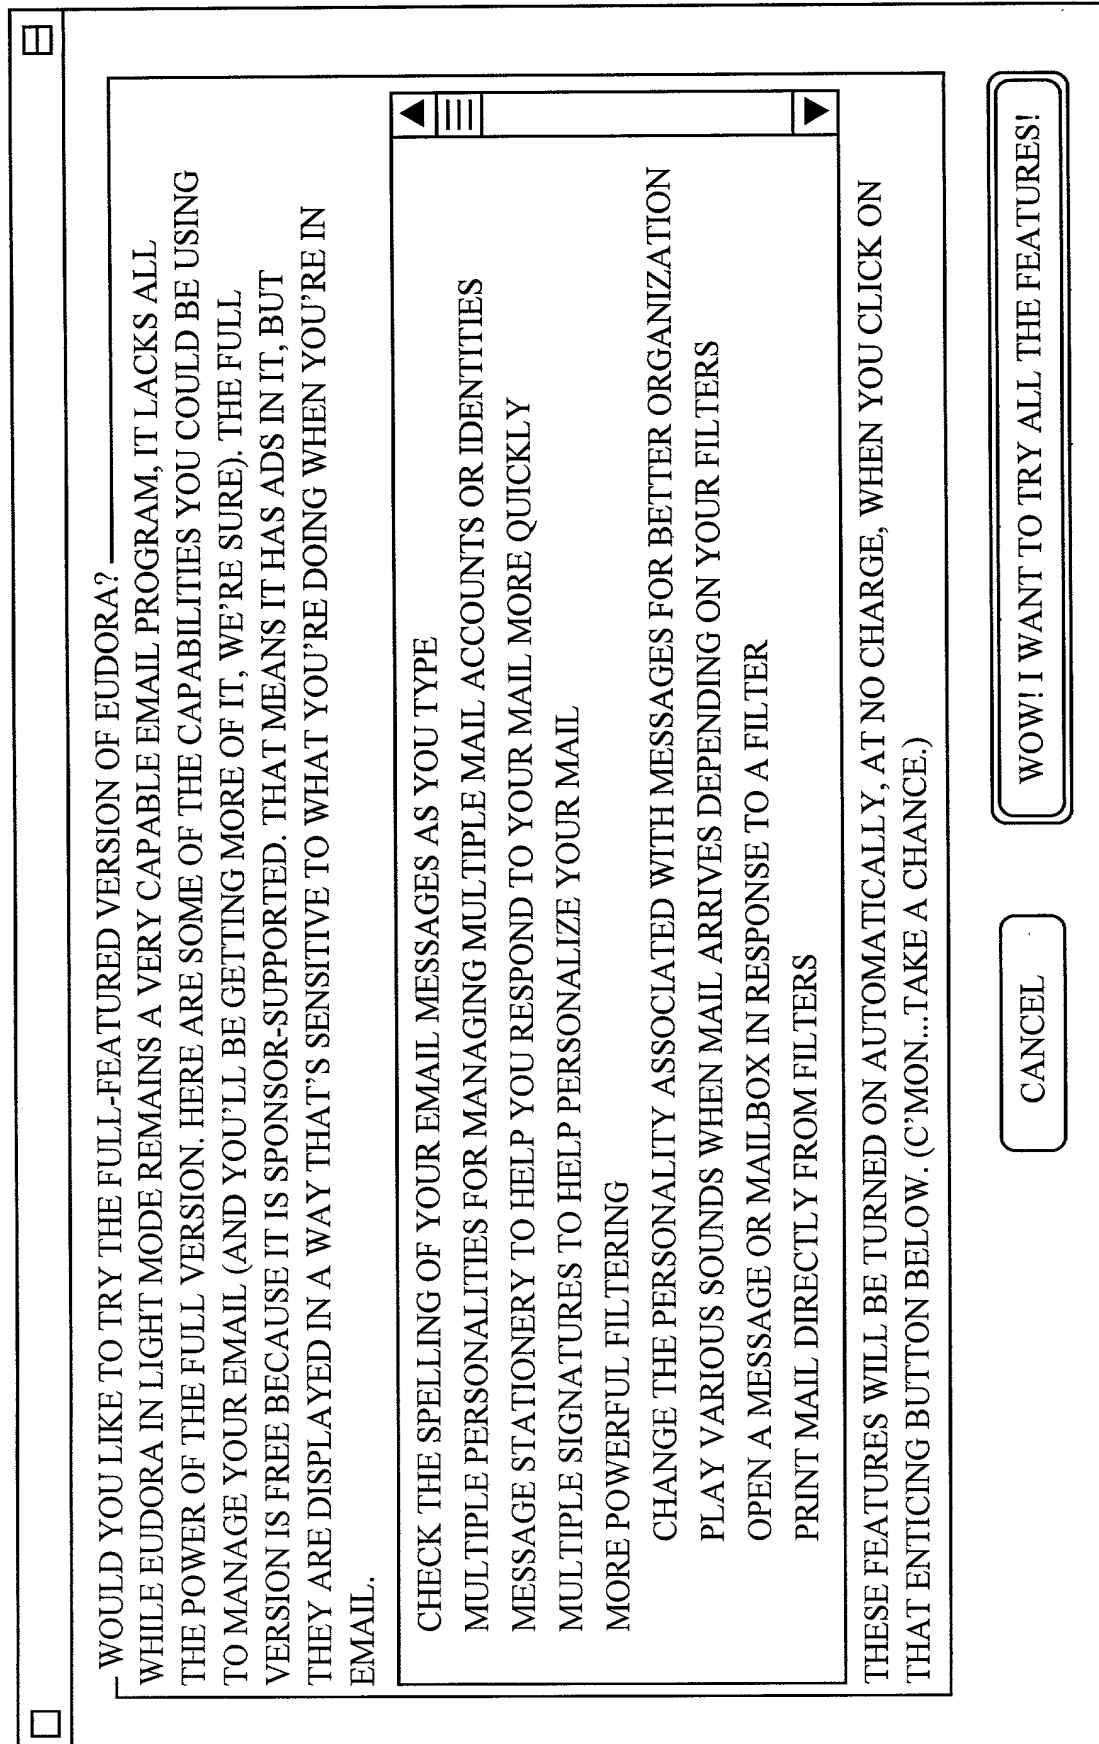 WOULD YOU LIKE TO TRY THE FULL-FEATURED VERSION OF EUDORA?
WHILE EUDORA IN LIGHT MODE REMAINS A VERY CAPABLE EMAIL PROGRAM, IT LACKS ALL
THE POWER OF THE FULL VERSION. HERE ARE SOME OF THE CAPABILITIES YOU COULD BE USING
TO MANAGE YOUR EMAIL (AND YOU'LL BE GETTING MORE OF IT, WE'RE SURE). THE FULL
VERSION IS FREE BECAUSE IT IS SPONSOR-SUPPORTED. THAT MEANS IT HAS ADS IN IT, BUT
THEY ARE DISPLAYED IN A WAY THAT'S SENSITIVE TO WHAT YOU'RE DOING WHEN YOU'RE IN
EMAIL.
CHECK THE SPELLING OF YOUR EMAIL MESSAGES AS YOU TYPE
MULTIPLE PERSONALITIES FOR MANAGING MULTIPLE MAIL ACCOUNTS OR IDENTITIES
MESSAGE STATIONERY TO HELP YOU RESPOND TO YOUR MAIL MORE QUICKLY
MULTIPLE SIGNATURES TO HELP PERSONALIZE YOUR MAIL
MORE POWERFUL FILTERING
CHANGE THE PERSONALITY ASSOCIATED WITH MESSAGES FOR BETTER ORGANIZATION
PLAY VARIOUS SOUNDS WHEN MAIL ARRIVES DEPENDING ON YOUR FILTERS
OPEN A MESSAGE OR MAILBOX IN RESPONSE TO A FILTER
PRINT MAIL DIRECTLY FROM FILTERS
THESE FEATURES WILL BE TURNED ON AUTOMATICALLY, AT NO CHARGE, WHEN YOU CLICK ON
THAT ENTICING BUTTON BELOW. (C'MON...TAKE A CHANCE.)
CANCEL
WOW! I WANT TO TRY ALL THE FEATURES!